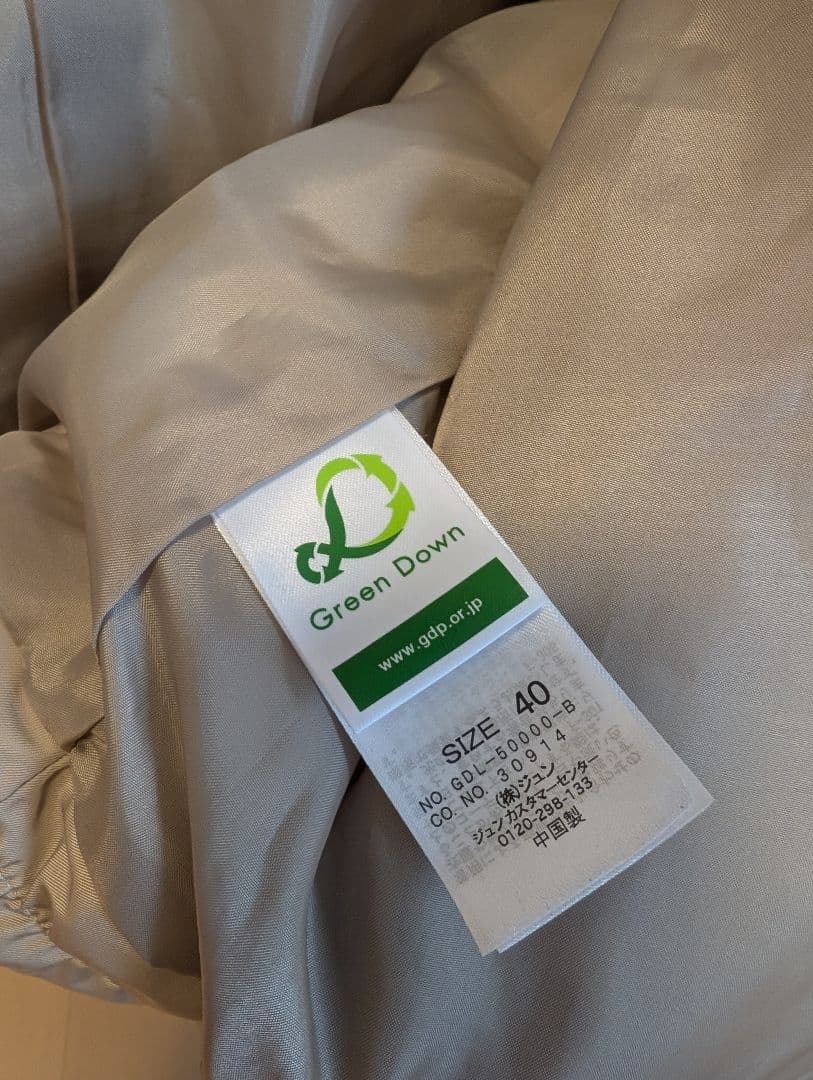 Green Down
www.gdp.or.jp
SIZE 40
NO. GDL-50000-B
CO. NO. 30914
(株)ジュン
ジュンカスタマーセンター
0120-298-133
中国製